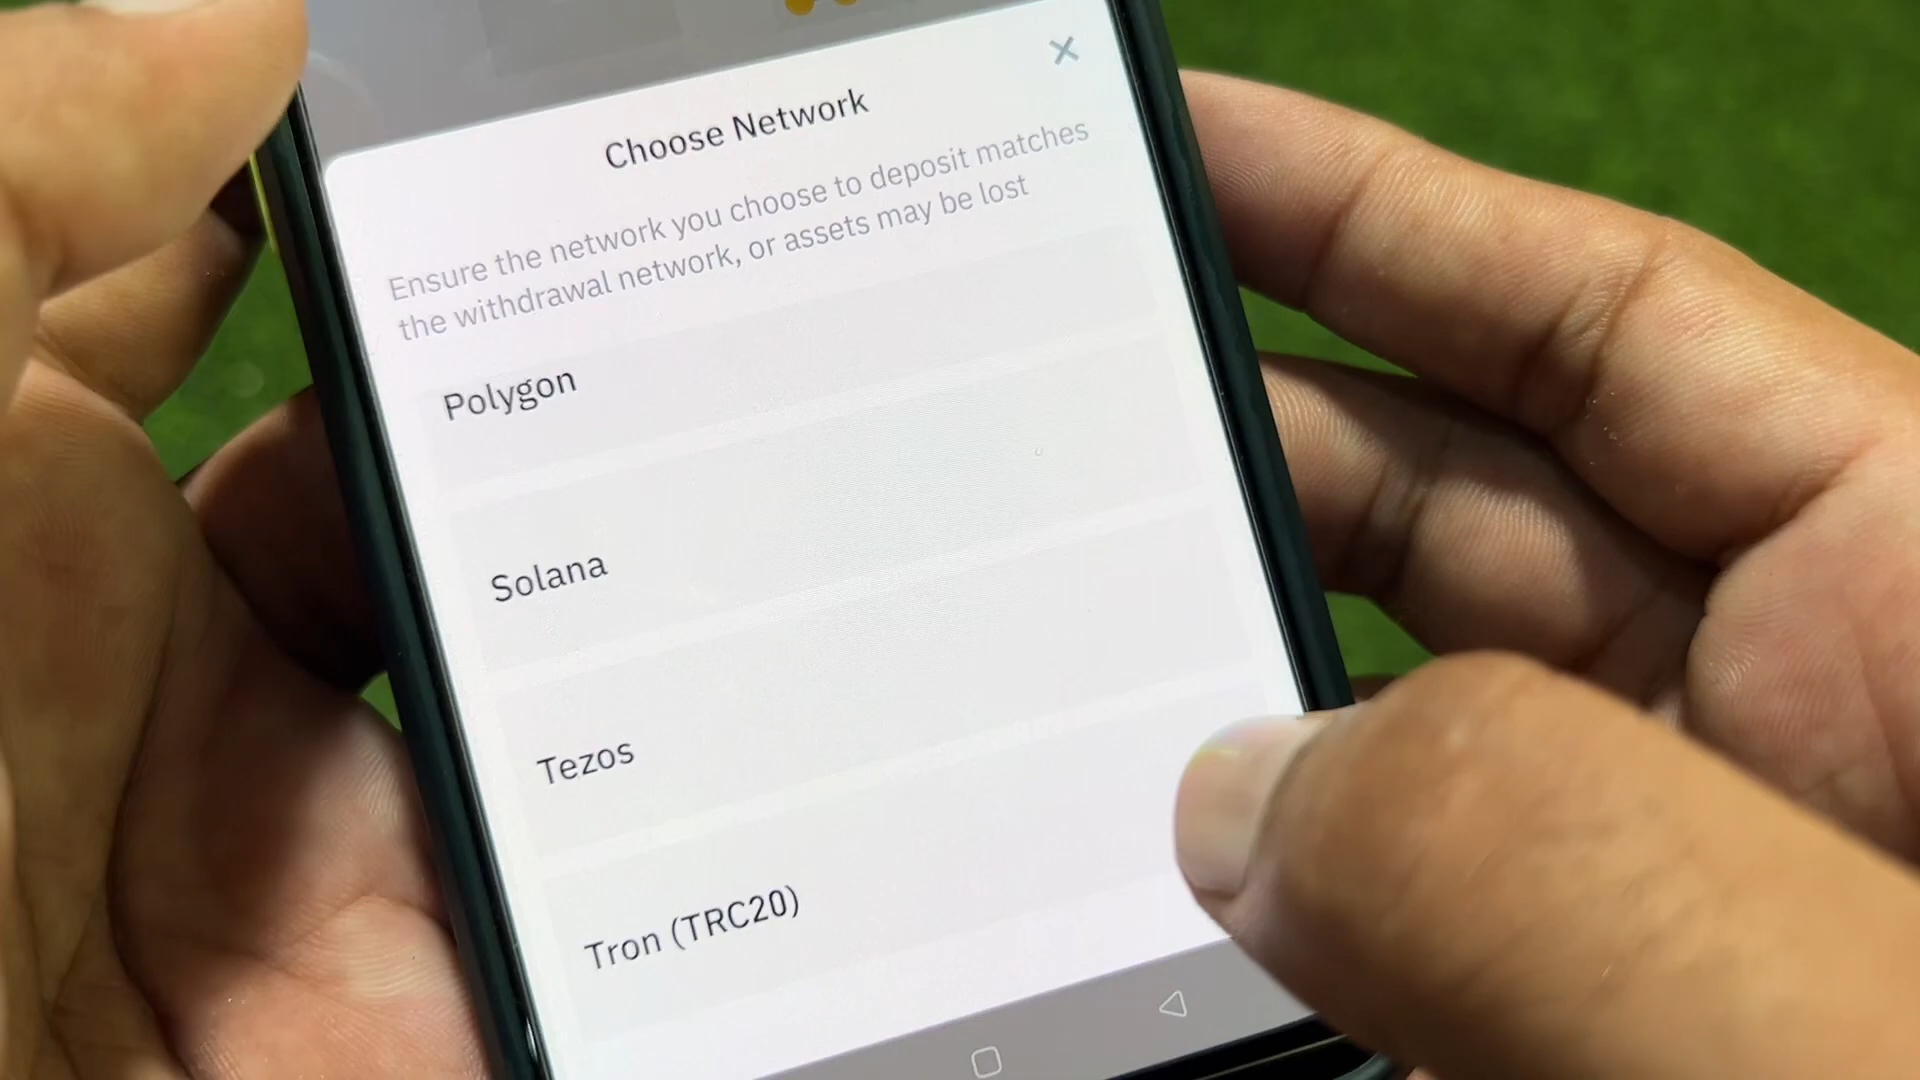 Choose Network
Ensure the network you choose to deposit matches
the withdrawal network, or assets may be lost
Polygon
Solana
Tezos
Tron (TRC20)